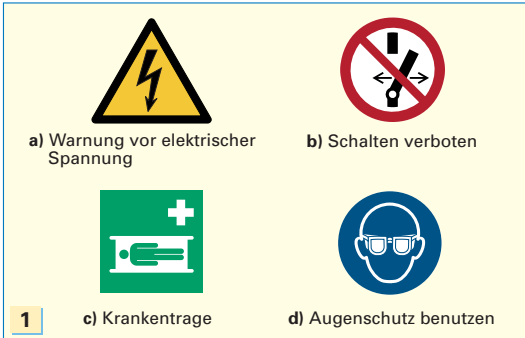 a) Warnung vor elektrischer
Spannung
b) Schalten verboten
c) Krankentrage
d) Augenschutz benutzen
1